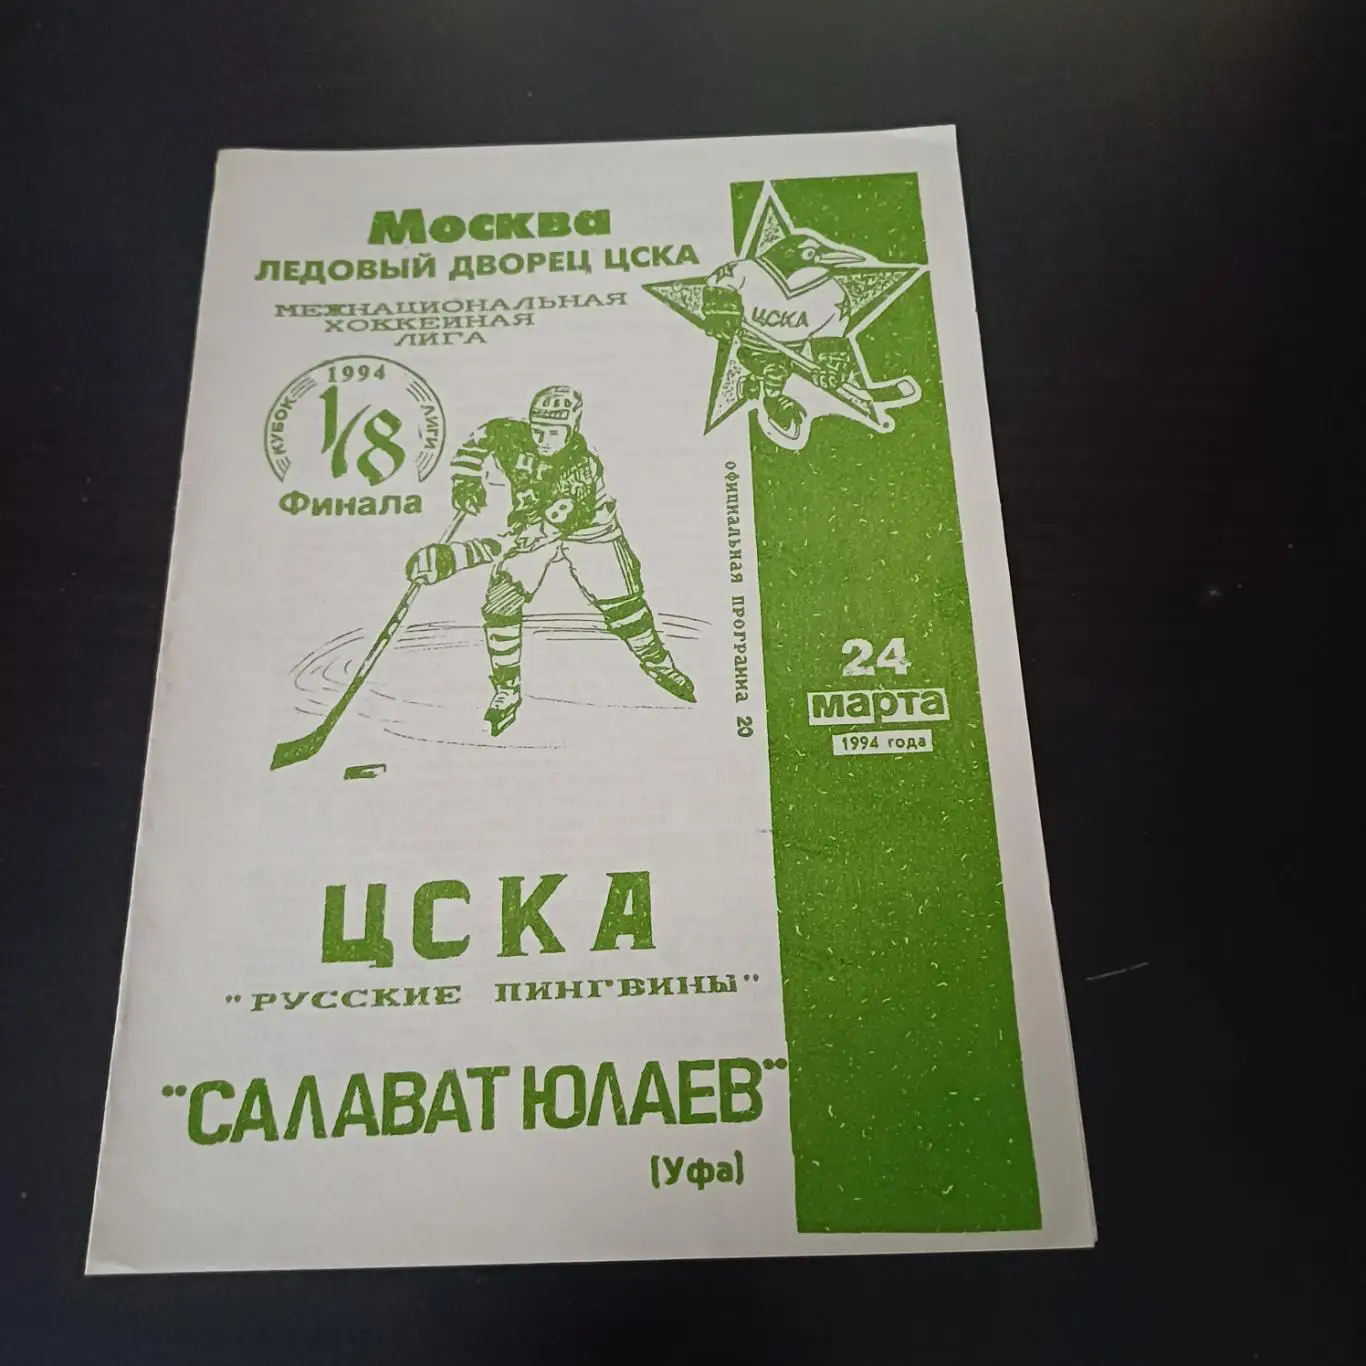 Москва
ЛЕДОВЫЙ ДВОРЕЦ ЦСКА
МЕЖНАЦИОНАЛЬНАЯ
ХОККЕЙНАЯ
ЛИГА
1994
КУБОК
ЛИГИ
1/8
Финала
ЦСКА
8
официальная программа 20
24
марта
1994 года
ЦСКА
"РУССКИЕ ПИНГВИНЫ"
"САЛАВАТ ЮЛАЕВ"
(Уфа)